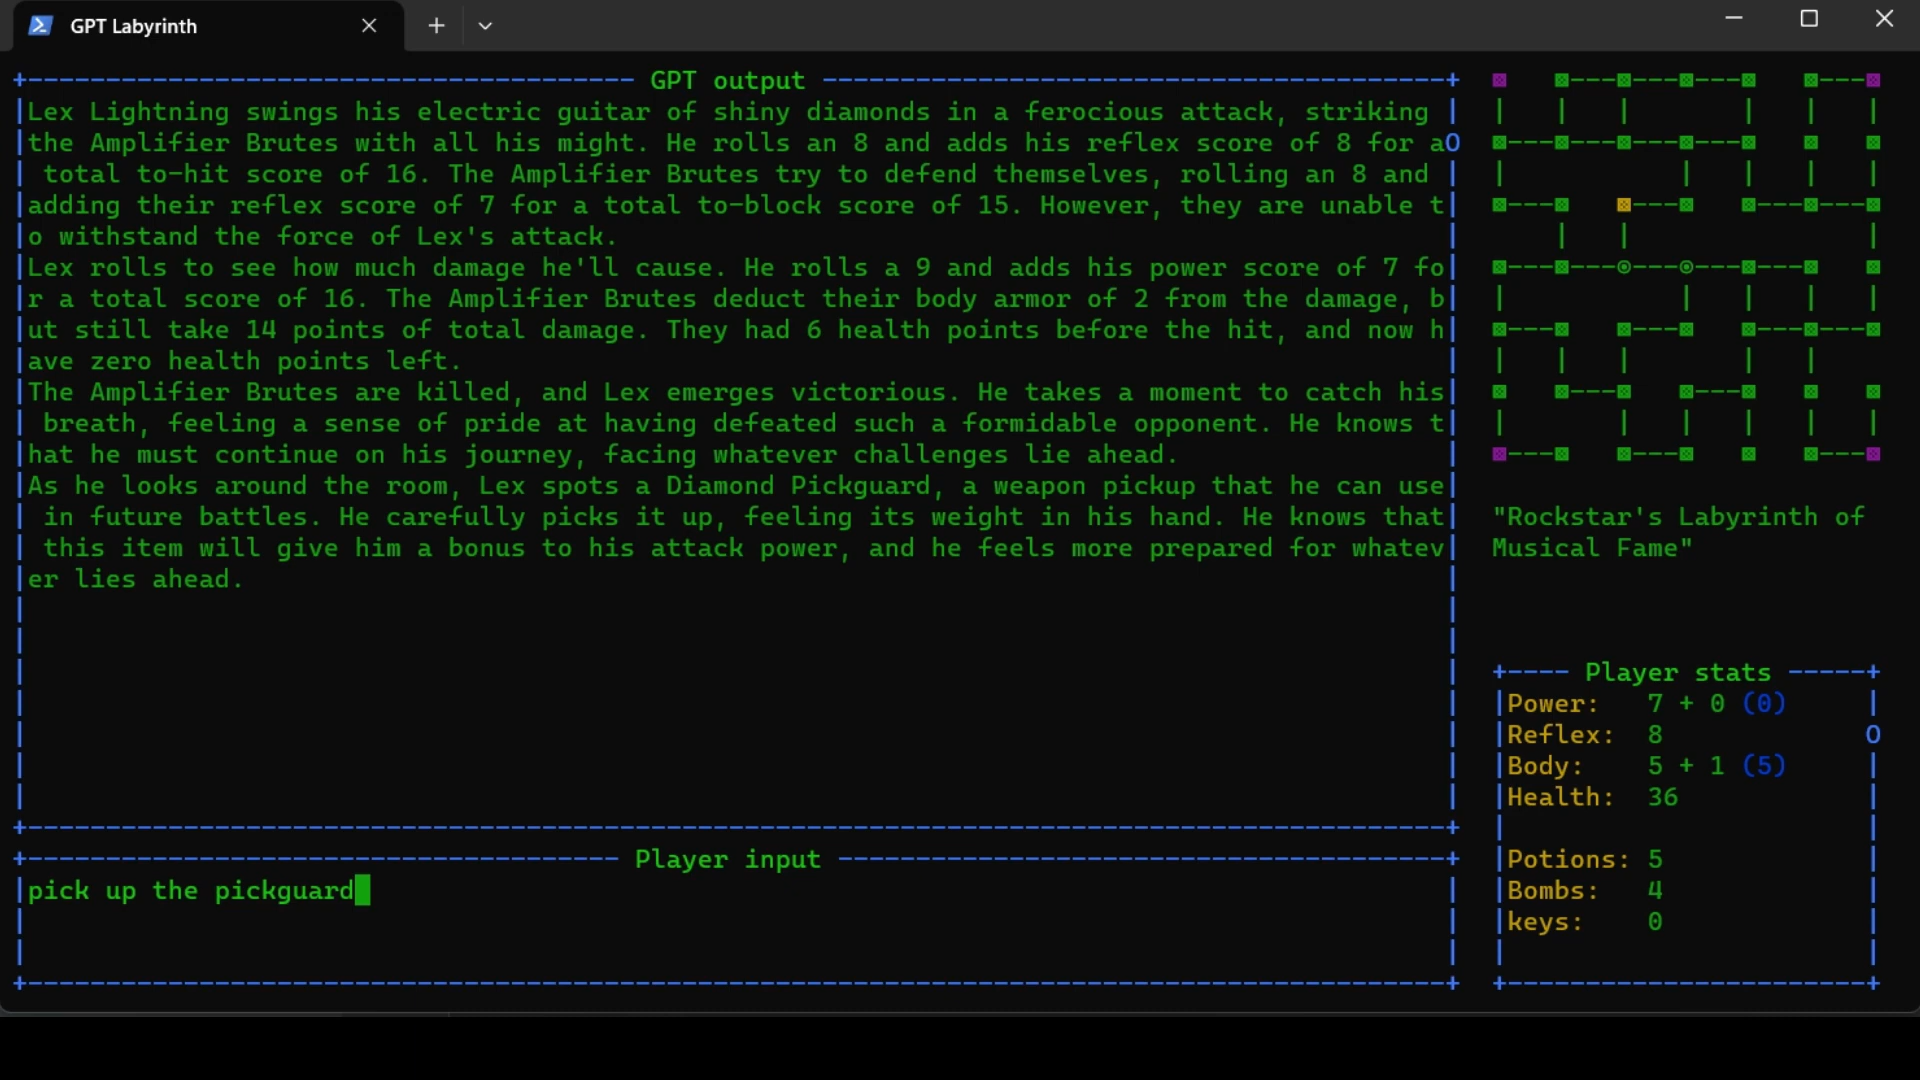 GPT Labyrinth
GPT output
Lex Lightning swings his electric guitar of shiny diamonds in a ferocious attack, striking
the Amplifier Brutes with all his might. He rolls an 8 and adds his reflex score of 8 for a
total to-hit score of 16. The Amplifier Brutes try to defend themselves, rolling an 8 and
adding their reflex score of 7 for a total to-block score of 15. However, they are unable t
o withstand the force of Lex's attack.
Lex rolls to see how much damage he'll cause. He rolls a 9 and adds his power score of 7 fo
r a total score of 16. The Amplifier Brutes deduct their body armor of 2 from the damage, b
ut still take 14 points of total damage. They had 6 health points before the hit, and now h
ave zero health points left.
The Amplifier Brutes are killed, and Lex emerges victorious. He takes a moment to catch his
breath, feeling a sense of pride at having defeated such a formidable opponent. He knows t
hat he must continue on his journey, facing whatever challenges lie ahead.
As he looks around the room, Lex spots a Diamond Pickguard, a weapon pickup that he can use
in future battles. He carefully picks it up, feeling its weight in his hand. He knows that
this item will give him a bonus to his attack power, and he feels more prepared for whatev
er lies ahead.
Player input
pick up the pickguard
"Rockstar's Labyrinth of
Musical Fame"
Player stats
Power: 7 + 0 (0)
Reflex: 8
Body: 5 + 1 (5)
Health: 36
Potions: 5
Bombs: 4
keys: 0